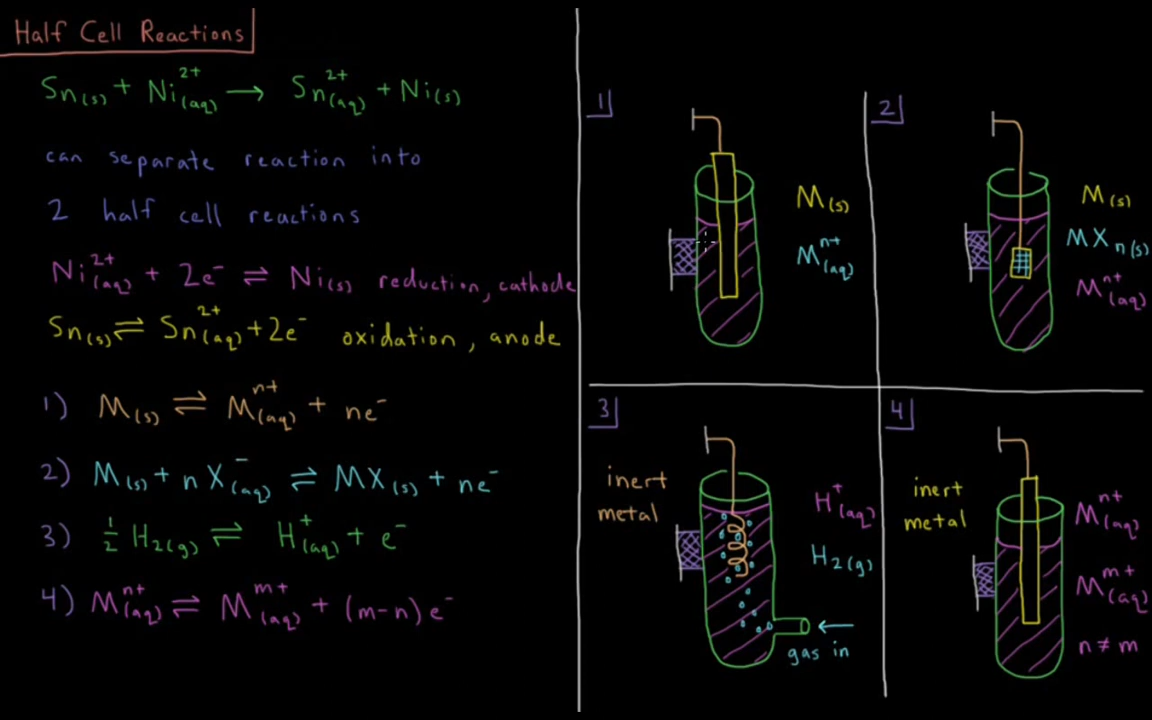 Half Cell Reactions
Sn(s) + Ni²⁺(aq) → Sn²⁺(aq) + Ni(s)
can separate reaction into
2 half cell reactions
Ni²⁺(aq) + 2e⁻ ⇌ Ni(s) reduction, cathode
Sn(s) ⇌ Sn²⁺(aq) + 2e⁻ oxidation, anode
1) M(s) ⇌ Mⁿ⁺(aq) + ne⁻
2) M(s) + n X⁻(aq) ⇌ MX(s) + ne⁻
3) ½ H₂(g) ⇌ H⁺(aq) + e⁻
4) Mⁿ⁺(aq) ⇌ Mᵐ⁺(aq) + (m-n) e⁻
1
M(s)
Mⁿ⁺(aq)
2
M(s)
MXn(s)
Mⁿ⁺(aq)
3
inert
metal
H⁺(aq)
H₂(g)
gas in
4
inert
metal
Mⁿ⁺(aq)
Mᵐ⁺(aq)
n ≠ m